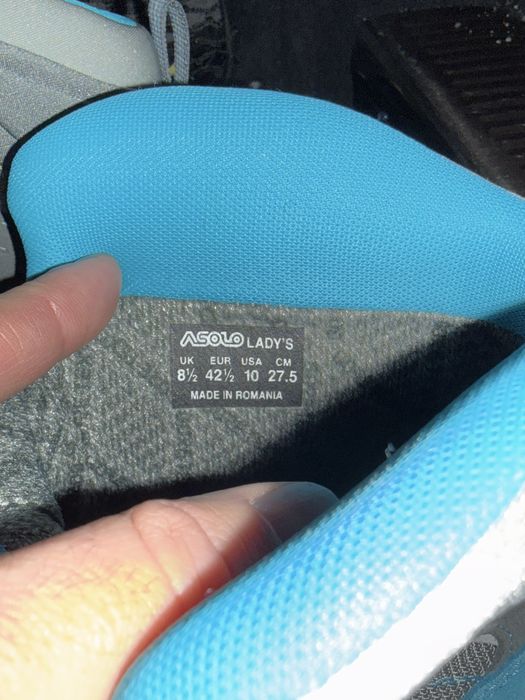 ASOLO LADY'S
UK EUR USA CM
8½ 42½ 10 27.5
MADE IN ROMANIA